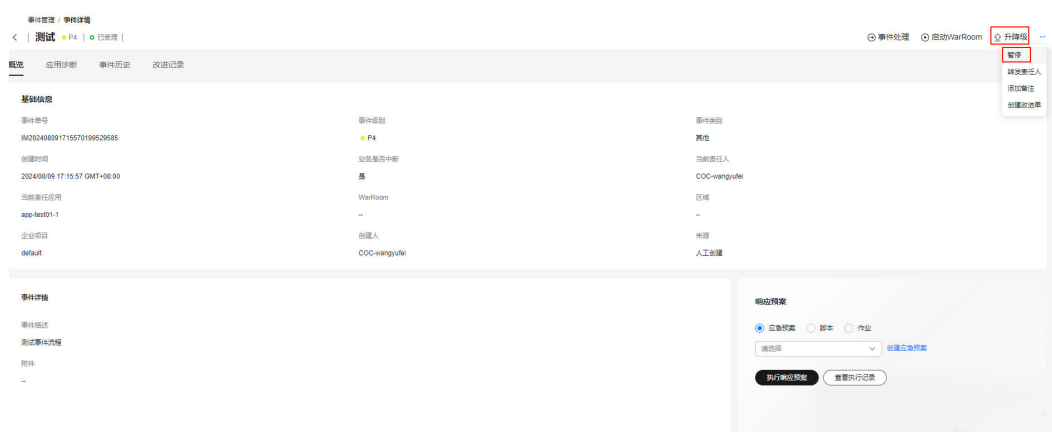 事件管理 / 事件详情
测试 P4 | 已受理 |
事件处理 启动WarRoom 升降级 ...
暂停
转发责任人
添加备注
创建改进单
概览 应用诊断 事件历史 改进记录
基础信息
事件单号 事件级别 事件类别
IM20240809171557019952​9585 P4 其他
创建时间 业务是否中断 当前责任人
2024/08/09 17:15:57 GMT+08:00 是 COC-wangyufei
当前责任应用 WarRoom 区域
app-test01-1 -- --
企业项目 创建人 来源
default COC-wangyufei 人工创建
事件详情
事件描述
测试事件流程
附件
--
响应预案
应急预案 脚本 作业
请选择 创建应急预案
执行响应预案 查看执行记录